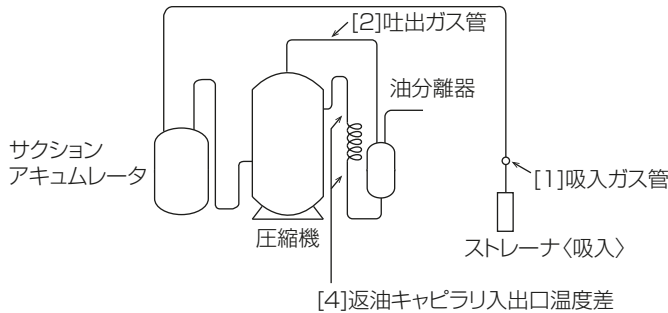 [2]吐出ガス管
油分離器
サクション
アキュムレータ
[1]吸入ガス管
圧縮機
ストレーナ〈吸入〉
[4]返油キャピラリ入出口温度差